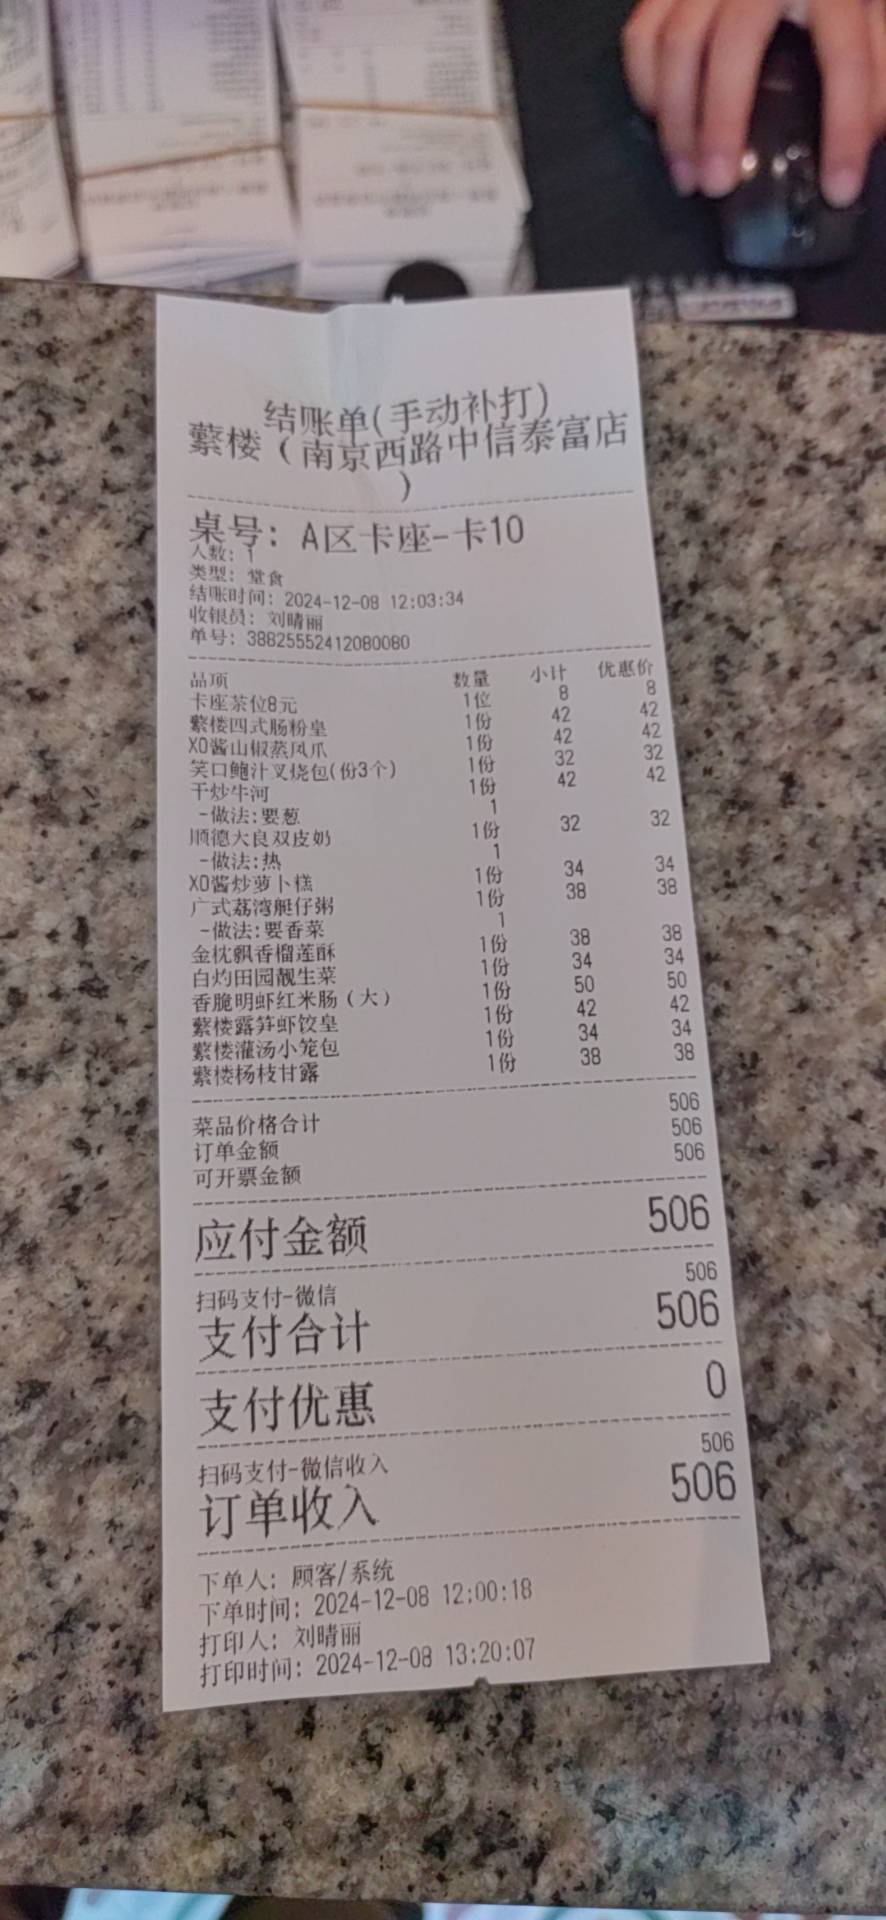 结账单(手动补打)
蘩楼（南京西路中信泰富店
）
桌号: A区卡座-卡10
人数: 1
类型: 堂食
结账时间: 2024-12-08 12:03:34
收银员: 刘晴丽
单号: 38825552412080080
品项 数量 小计 优惠价
卡座茶位8元 1位 8 8
蘩楼四式肠粉皇 1份 42 42
XO酱山椒蒸凤爪 1份 42 42
笑口鲍汁叉烧包(份3个) 1份 32 32
干炒牛河 1份 42 42
-做法:要葱 1
顺德大良双皮奶 1份 32 32
-做法:热 1
XO酱炒萝卜糕 1份 34 34
广式荔湾艇仔粥 1份 38 38
-做法:要香菜 1
金枕飘香榴莲酥 1份 38 38
白灼田园靓生菜 1份 34 34
香脆明虾红米肠（大） 1份 50 50
蘩楼露笋虾饺皇 1份 42 42
蘩楼灌汤小笼包 1份 34 34
蘩楼杨枝甘露 1份 38 38
菜品价格合计 506
订单金额 506
可开票金额 506
应付金额 506
扫码支付-微信 506
支付合计 506
支付优惠 0
扫码支付-微信收入 506
订单收入 506
下单人: 顾客/系统
下单时间: 2024-12-08 12:00:18
打印人: 刘晴丽
打印时间: 2024-12-08 13:20:07